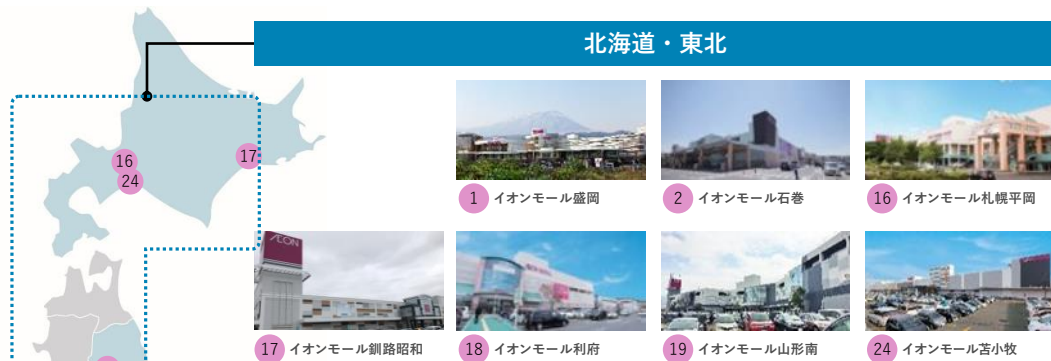 北海道・東北
16
17
24
1 イオンモール盛岡
2 イオンモール石巻
16 イオンモール札幌平岡
ÆON
17 イオンモール釧路昭和
18 イオンモール利府
19 イオンモール山形南
24 イオンモール苫小牧